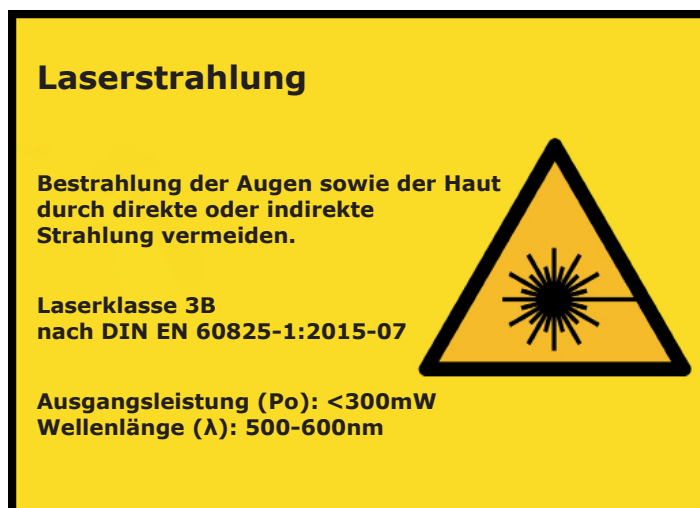 Laserstrahlung
Bestrahlung der Augen sowie der Haut
durch direkte oder indirekte
Strahlung vermeiden.
Laserklasse 3B
nach DIN EN 60825-1:2015-07
Ausgangsleistung (Po): <300mW
Wellenlänge (λ): 500-600nm